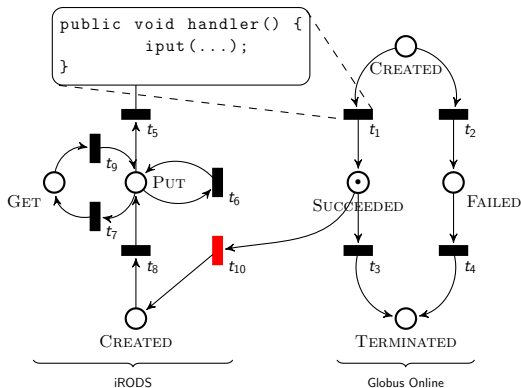 public void handler() {
iput(...);
}
CREATED
t5
t1
t2
t9
GET
PUT
t6
SUCCEEDED
FAILED
t7
t8
t10
t3
t4
CREATED
TERMINATED
iRODS
Globus Online